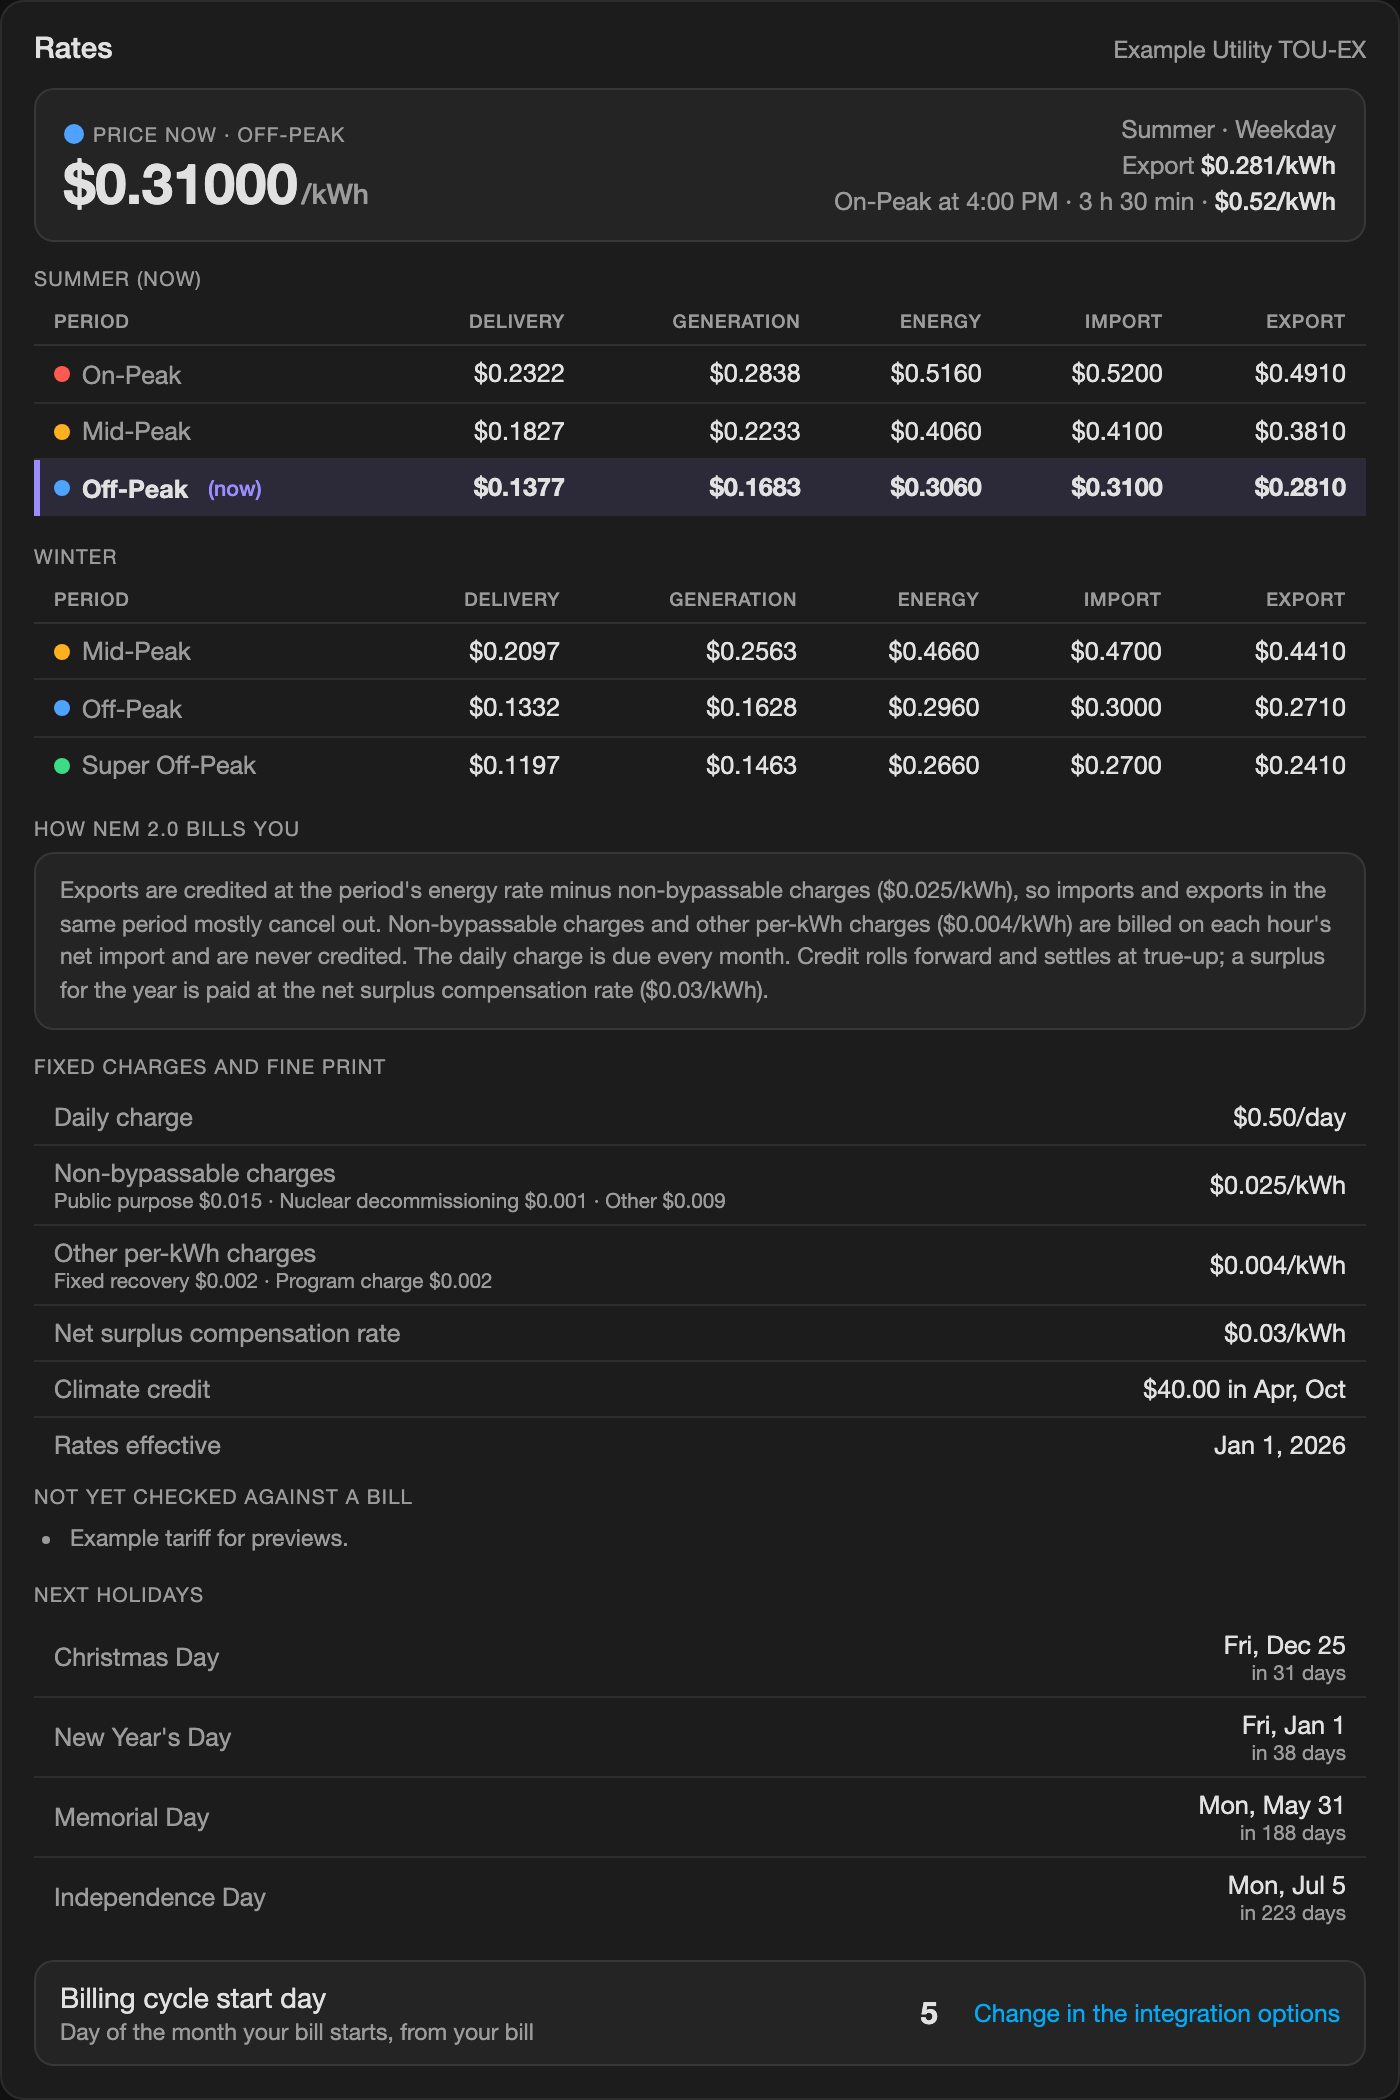 Rates
Example Utility TOU-EX
PRICE NOW · OFF-PEAK
$0.31000/kWh
Summer · Weekday
Export $0.281/kWh
On-Peak at 4:00 PM · 3 h 30 min · $0.52/kWh
SUMMER (NOW)
PERIOD DELIVERY GENERATION ENERGY IMPORT EXPORT
On-Peak $0.2322 $0.2838 $0.5160 $0.5200 $0.4910
Mid-Peak $0.1827 $0.2233 $0.4060 $0.4100 $0.3810
Off-Peak (now) $0.1377 $0.1683 $0.3060 $0.3100 $0.2810
WINTER
PERIOD DELIVERY GENERATION ENERGY IMPORT EXPORT
Mid-Peak $0.2097 $0.2563 $0.4660 $0.4700 $0.4410
Off-Peak $0.1332 $0.1628 $0.2960 $0.3000 $0.2710
Super Off-Peak $0.1197 $0.1463 $0.2660 $0.2700 $0.2410
HOW NEM 2.0 BILLS YOU
Exports are credited at the period's energy rate minus non-bypassable charges ($0.025/kWh), so imports and exports in the
same period mostly cancel out. Non-bypassable charges and other per-kWh charges ($0.004/kWh) are billed on each hour's
net import and are never credited. The daily charge is due every month. Credit rolls forward and settles at true-up; a surplus
for the year is paid at the net surplus compensation rate ($0.03/kWh).
FIXED CHARGES AND FINE PRINT
Daily charge $0.50/day
Non-bypassable charges $0.025/kWh
Public purpose $0.015 · Nuclear decommissioning $0.001 · Other $0.009
Other per-kWh charges $0.004/kWh
Fixed recovery $0.002 · Program charge $0.002
Net surplus compensation rate $0.03/kWh
Climate credit $40.00 in Apr, Oct
Rates effective Jan 1, 2026
NOT YET CHECKED AGAINST A BILL
• Example tariff for previews.
NEXT HOLIDAYS
Christmas Day Fri, Dec 25
in 31 days
New Year's Day Fri, Jan 1
in 38 days
Memorial Day Mon, May 31
in 188 days
Independence Day Mon, Jul 5
in 223 days
Billing cycle start day
Day of the month your bill starts, from your bill
5 Change in the integration options